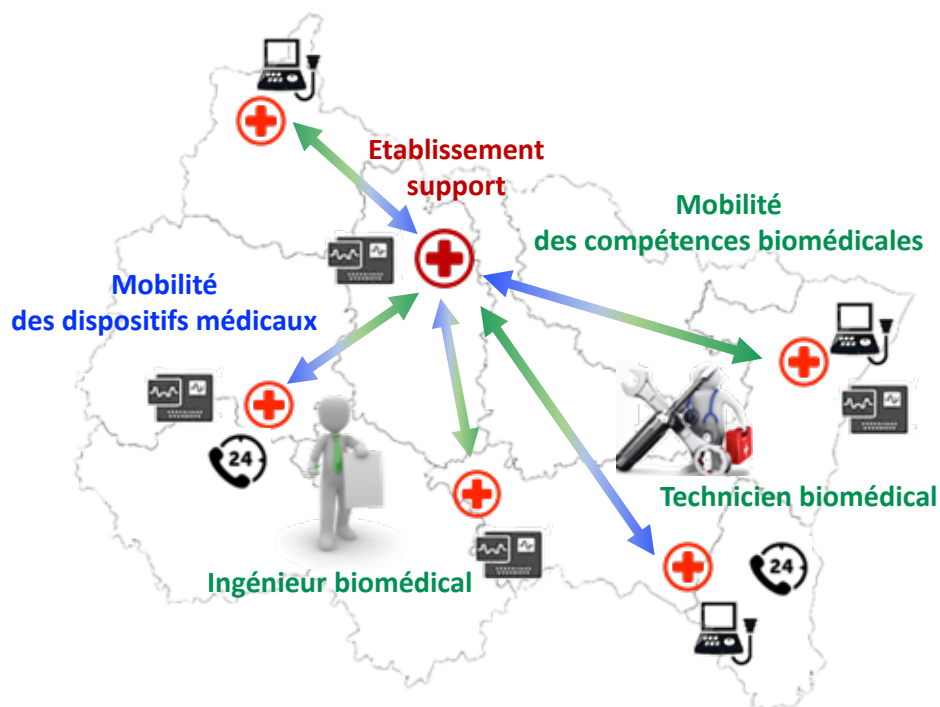 Etablissement
support
Mobilité
des compétences biomédicales
Mobilité
des dispositifs médicaux
24
Technicien biomédical
24
Ingénieur biomédical